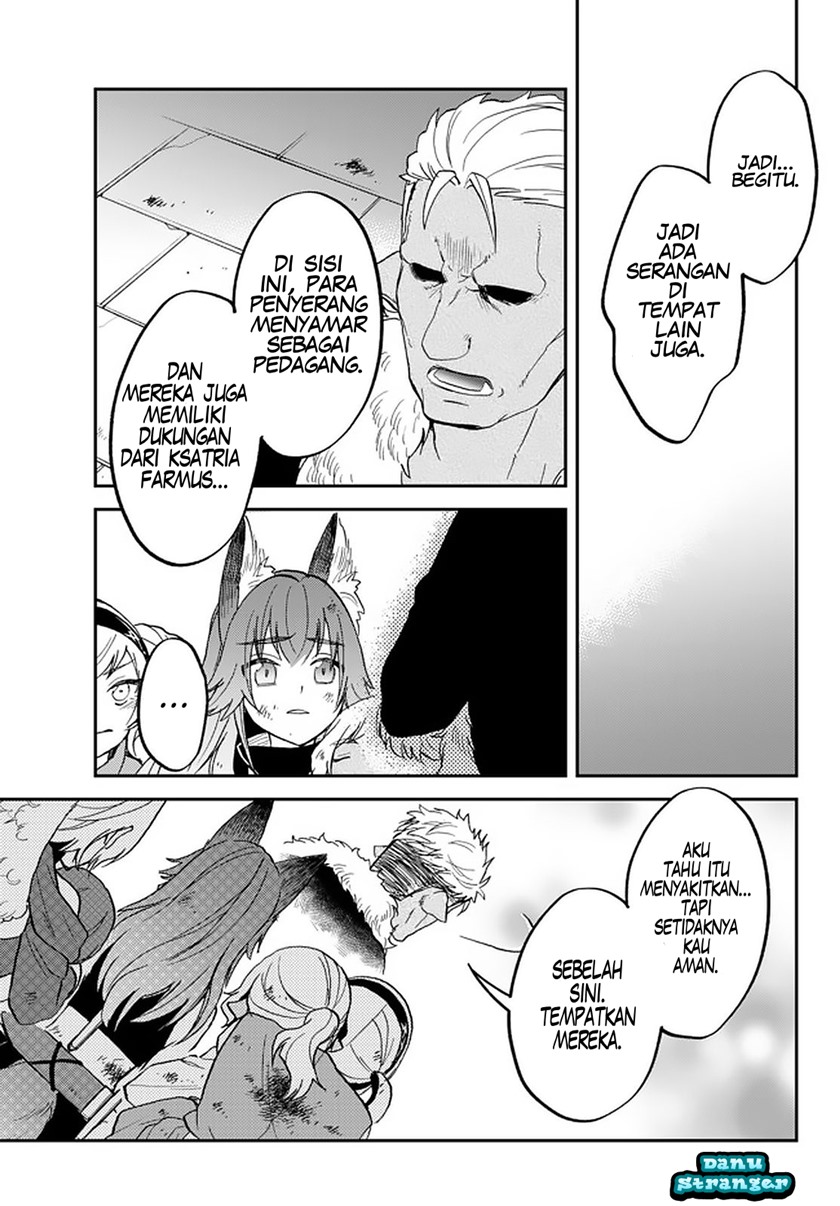 JADI...
BEGITU.
JADI
ADA
SERANGAN
DI
TEMPAT
LAIN
JUGA.
DI SISI
INI, PARA
PENYERANG
MENYAMAR
SEBAGAI
PEDAGANG.
DAN
MEREKA JUGA
MEMILIKI
DUKUNGAN
DARI KSATRIA
FARMUS...
...
AKU
TAHU ITU
MENYAKITKAN...
TAPI
SETIDAKNYA
KAU
AMAN.
SEBELAH
SINI.
TEMPATKAN
MEREKA.
Danu
Stranger